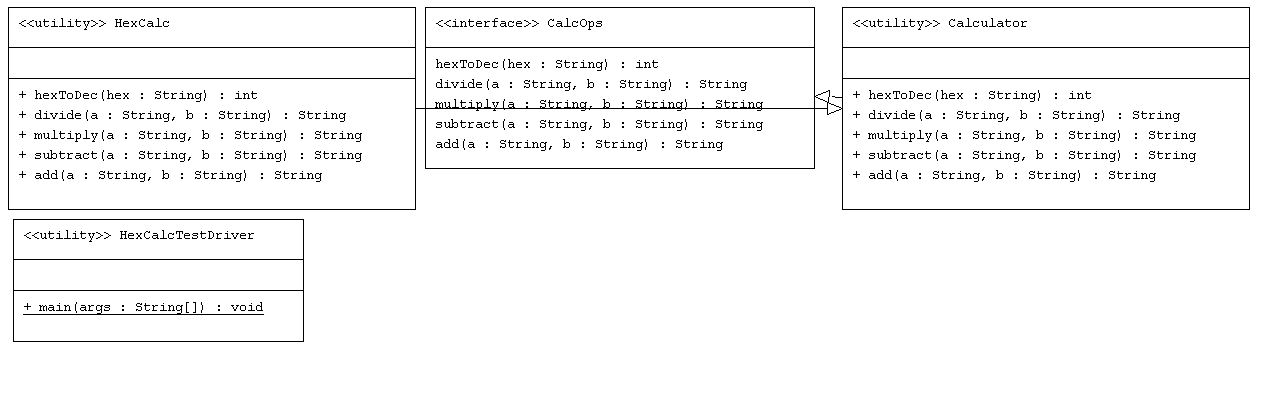 <<utility>> HexCalc
+ hexToDec(hex : String) : int
+ divide(a : String, b : String) : String
+ multiply(a : String, b : String) : String
+ subtract(a : String, b : String) : String
+ add(a : String, b : String) : String
<<interface>> CalcOps
hexToDec(hex : String) : int
divide(a : String, b : String) : String
multiply(a : String, b : String) : String
subtract(a : String, b : String) : String
add(a : String, b : String) : String
<<utility>> Calculator
+ hexToDec(hex : String) : int
+ divide(a : String, b : String) : String
+ multiply(a : String, b : String) : String
+ subtract(a : String, b : String) : String
+ add(a : String, b : String) : String
<<utility>> HexCalcTestDriver
+ main(args : String[]) : void